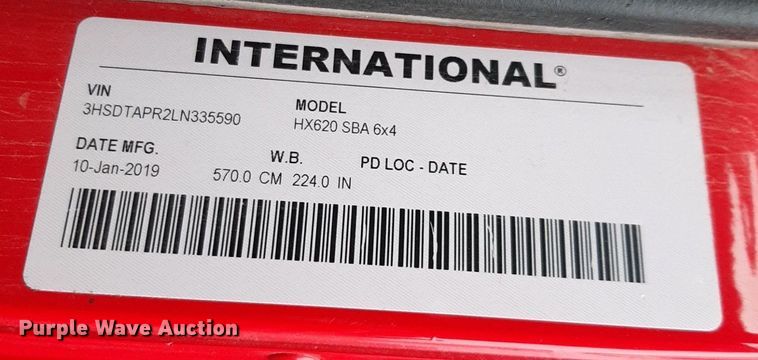 INTERNATIONAL®
VIN
3HSDTAPR2LN335590
MODEL
HX620 SBA 6x4
DATE MFG.
10-Jan-2019
W.B.
570.0 CM 224.0 IN
PD LOC - DATE
Purple Wave Auction